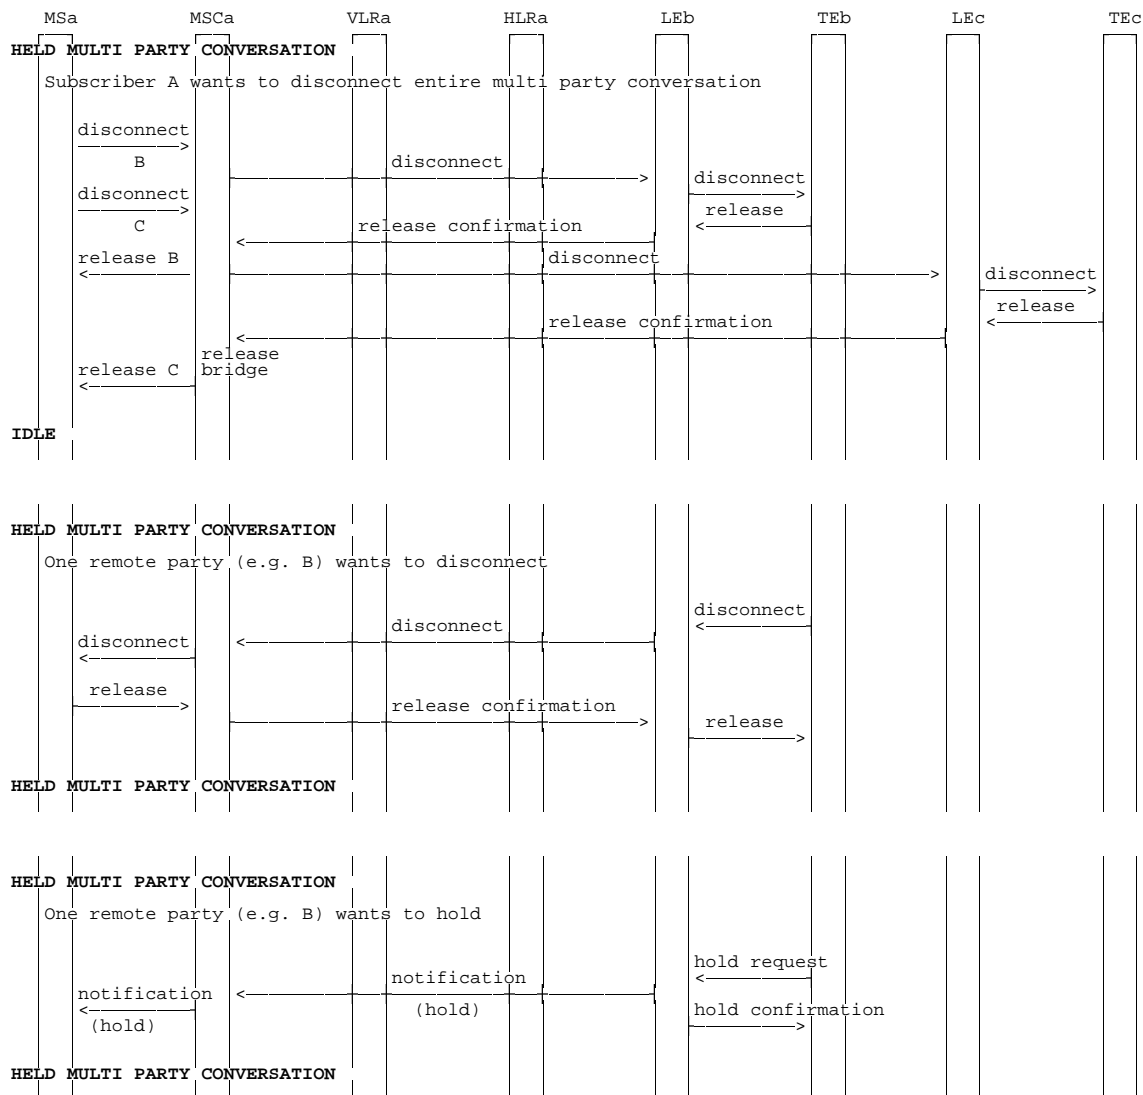 MSa MSCa VLRa HLRa LEb TEb LEc TEc
HELD MULTI PARTY CONVERSATION
Subscriber A wants to disconnect entire multi party conversation
disconnect
B disconnect
disconnect
disconnect
release
C release confirmation
release B disconnect
disconnect
release
release confirmation
release
release C bridge
IDLE
HELD MULTI PARTY CONVERSATION
One remote party (e.g. B) wants to disconnect
disconnect
disconnect
disconnect
release
release confirmation
release
HELD MULTI PARTY CONVERSATION
HELD MULTI PARTY CONVERSATION
One remote party (e.g. B) wants to hold
hold request
notification
notification
(hold) hold confirmation
(hold)
HELD MULTI PARTY CONVERSATION